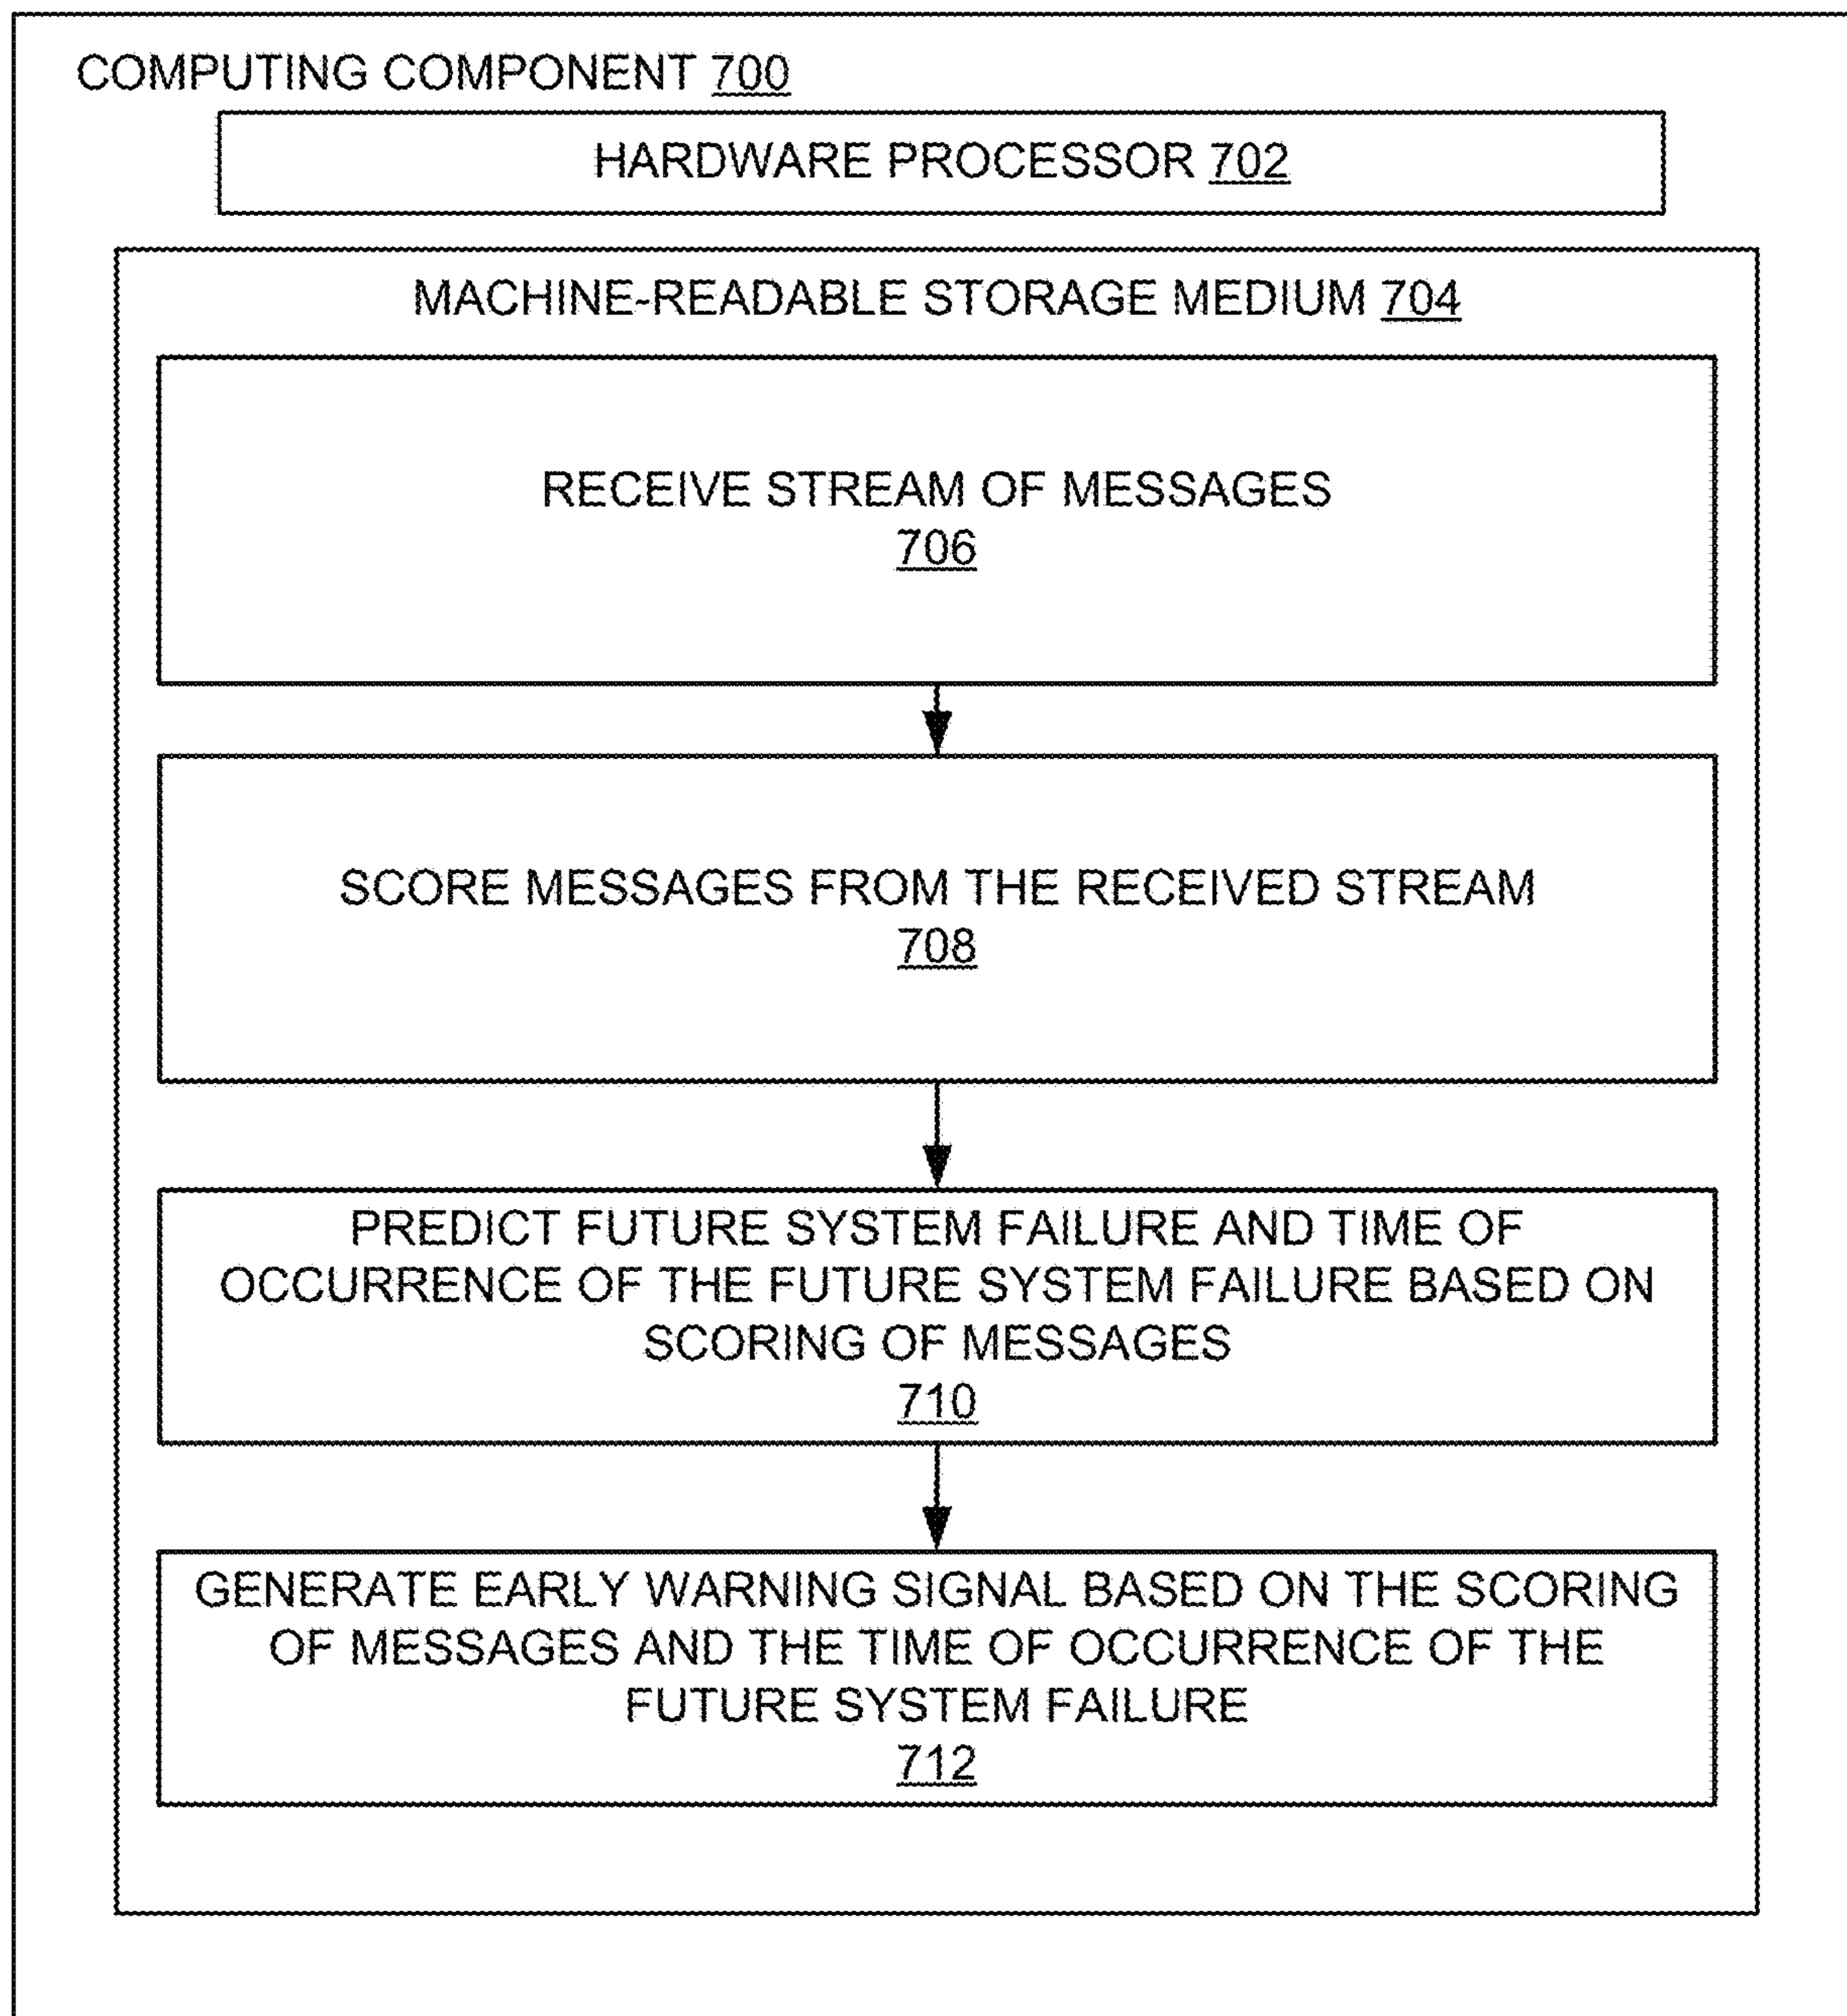 COMPUTING COMPONENT 700
HARDWARE PROCESSOR 702
MACHINE-READABLE STORAGE MEDIUM 704
RECEIVE STREAM OF MESSAGES
706
SCORE MESSAGES FROM THE RECEIVED STREAM
708
PREDICT FUTURE SYSTEM FAILURE AND TIME OF
OCCURRENCE OF THE FUTURE SYSTEM FAILURE BASED ON
SCORING OF MESSAGES
710
GENERATE EARLY WARNING SIGNAL BASED ON THE SCORING
OF MESSAGES AND THE TIME OF OCCURRENCE OF THE
FUTURE SYSTEM FAILURE
712